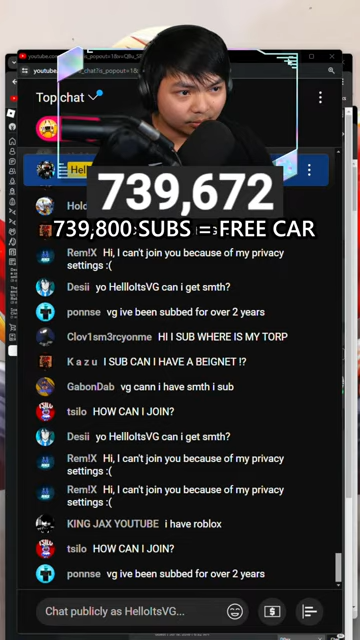 Top chat
Hell
739,672
Hold
739,800 SUBS = FREE CAR
Rem!X Hi, I can't join you because of my privacy
settings :(
Desii yo HellloItsVG can i get smth?
ponnse vg ive been subbed for over 2 years
Clov1sm3rcyonme HI I SUB WHERE IS MY TORP
K a z u I SUB CAN I HAVE A BEIGNET !?
GabonDab vg cann i have smth i sub
tsilo HOW CAN I JOIN?
Desii yo HellloItsVG can i get smth?
Rem!X Hi, I can't join you because of my privacy
settings :(
Rem!X Hi, I can't join you because of my privacy
settings :(
KING JAX YOUTUBE i have roblox
tsilo HOW CAN I JOIN?
ponnse vg ive been subbed for over 2 years
Chat publicly as HelloItsVG...